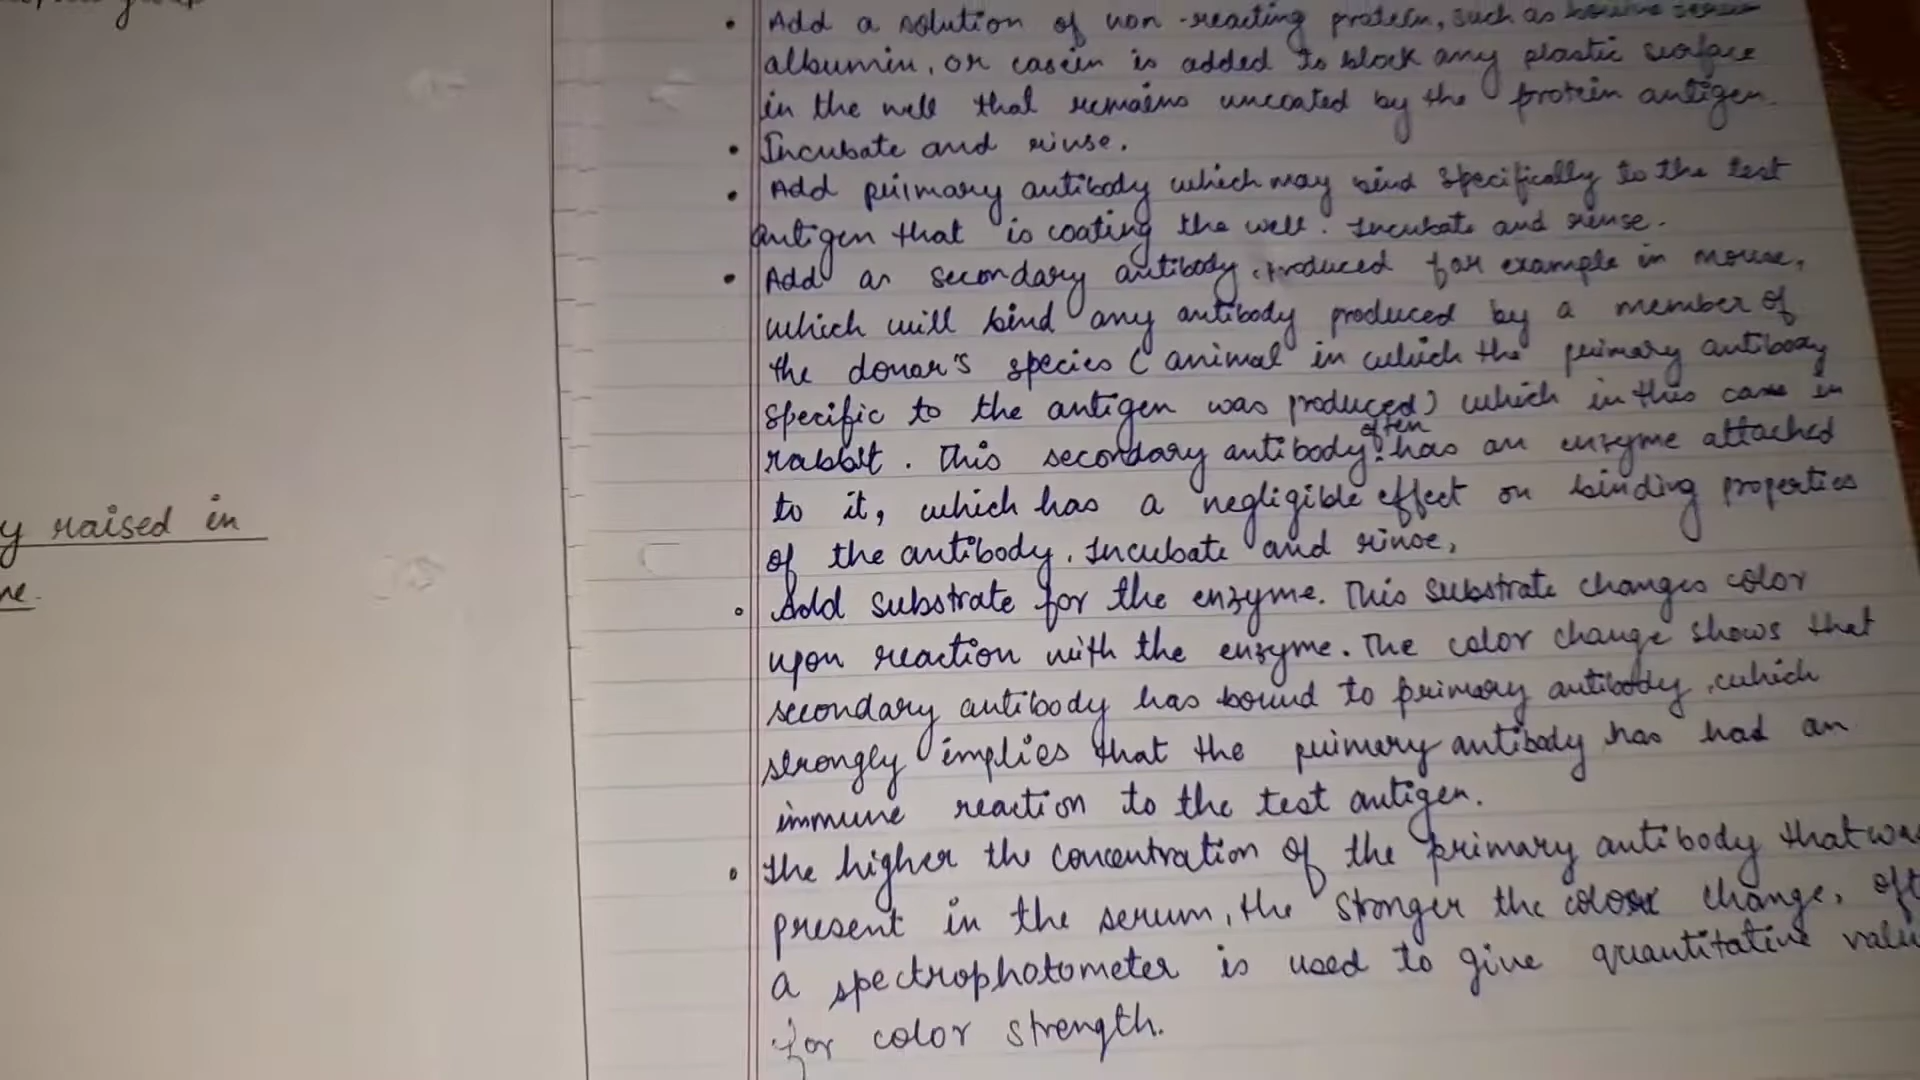 y raised in
• Add a solution of non-reacting protein, such as bovine serum
albumin, or casein is added to block any plastic surface
in the well that remains uncoated by the protein antigen.
• Incubate and rinse.
• Add primary antibody which may bind specifically to the test
antigen that is coating the well. Incubate and rinse.
• Add an secondary antibody, produced for example in mouse,
which will bind any antibody produced by a member of
the donar's species (animal in which the primary antibody
specific to the antigen was produced) which in this case in
often
rabbit. This secondary antibody has an enzyme attached
to it, which has a negligible effect on binding properties
of the antibody. Incubate and rinse,
• Add substrate for the enzyme. This substrate changes color
upon reaction with the enzyme. The color change shows that
secondary antibody has bound to primary antibody, which
strongly implies that the primary antibody has had an
immune reaction to the test antigen.
• The higher the concentration of the primary antibody that was
present in the serum, the stronger the color change,
a spectrophotometer is used to give quantitative valu
for color strength.